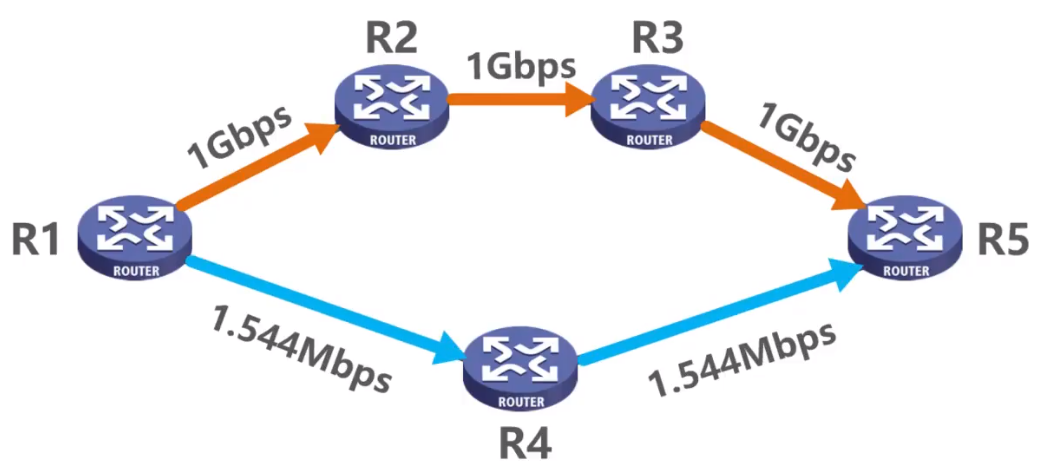 R2
R3
1Gbps
1Gbps
1Gbps
ROUTER
ROUTER
R1
ROUTER
R5
ROUTER
1.544Mbps
1.544Mbps
ROUTER
R4